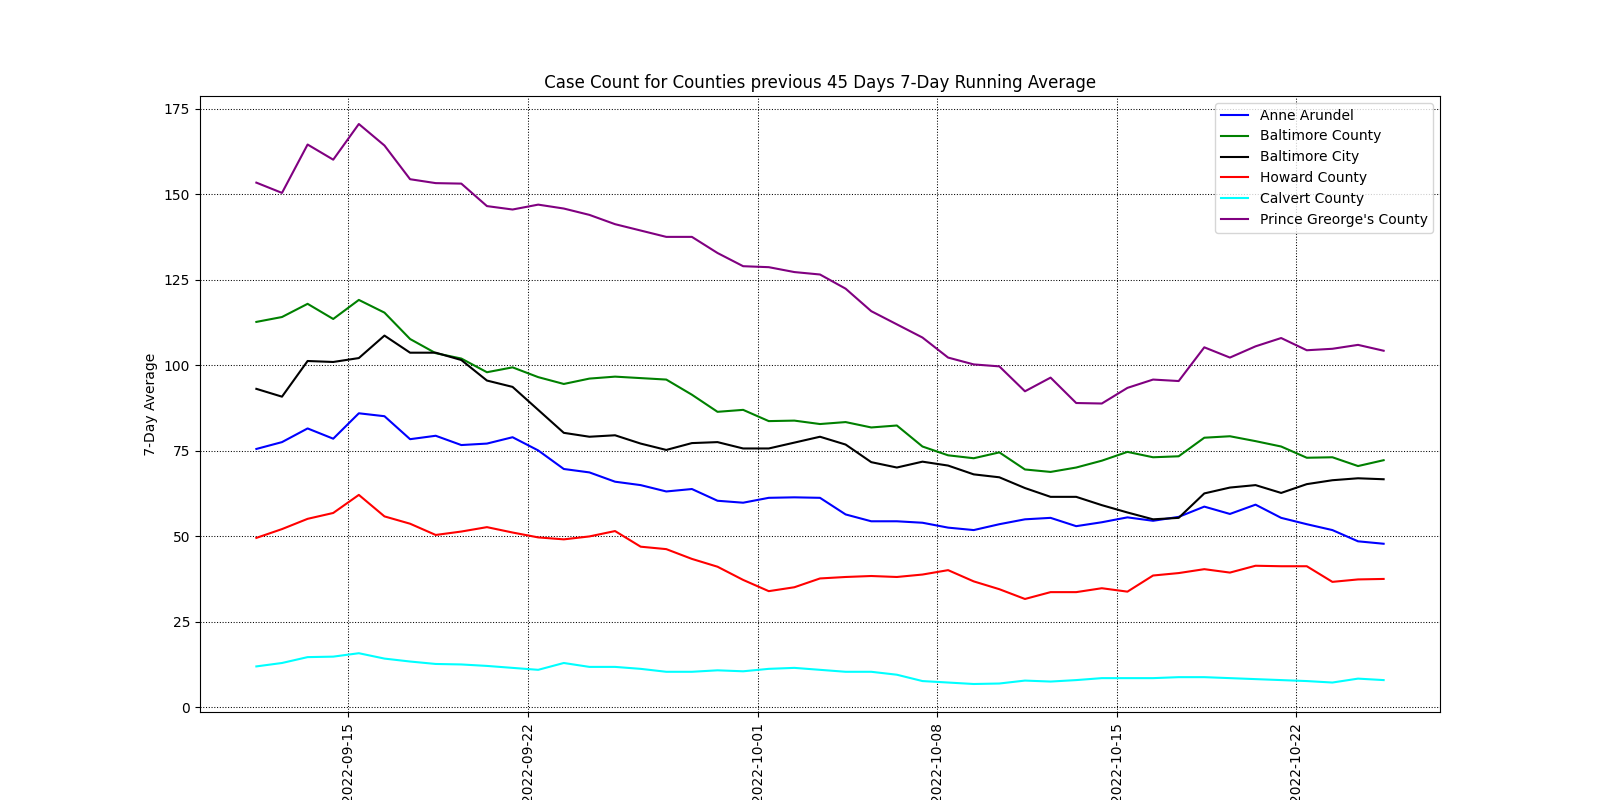 Case Count for Counties previous 45 Days 7-Day Running Average
7-Day Average
175
150
125
100
75
50
25
0
Anne Arundel
Baltimore County
Baltimore City
Howard County
Calvert County
Prince Greorge's County
2022-09-15
2022-09-22
2022-10-01
2022-10-08
2022-10-15
2022-10-22